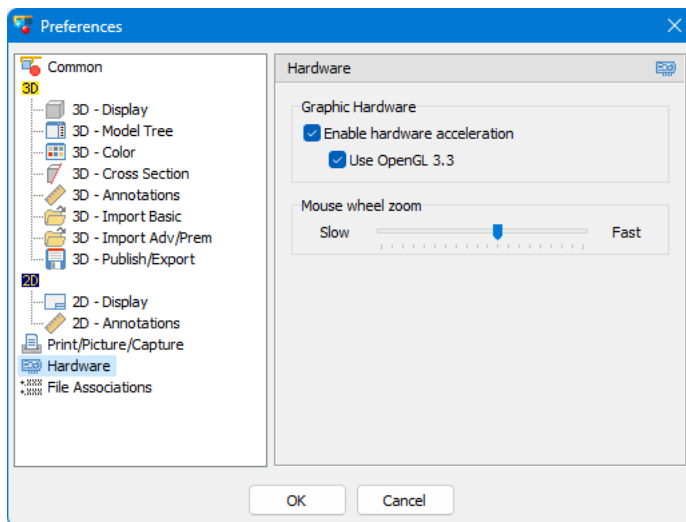 Preferences
Common
3D
3D - Display
3D - Model Tree
3D - Color
3D - Cross Section
3D - Annotations
3D - Import Basic
3D - Import Adv/Prem
3D - Publish/Export
2D
2D - Display
2D - Annotations
Print/Picture/Capture
Hardware
*.XXX
*.XXX
File Associations
Hardware
Graphic Hardware
Enable hardware acceleration
Use OpenGL 3.3
Mouse wheel zoom
Slow
Fast
OK
Cancel